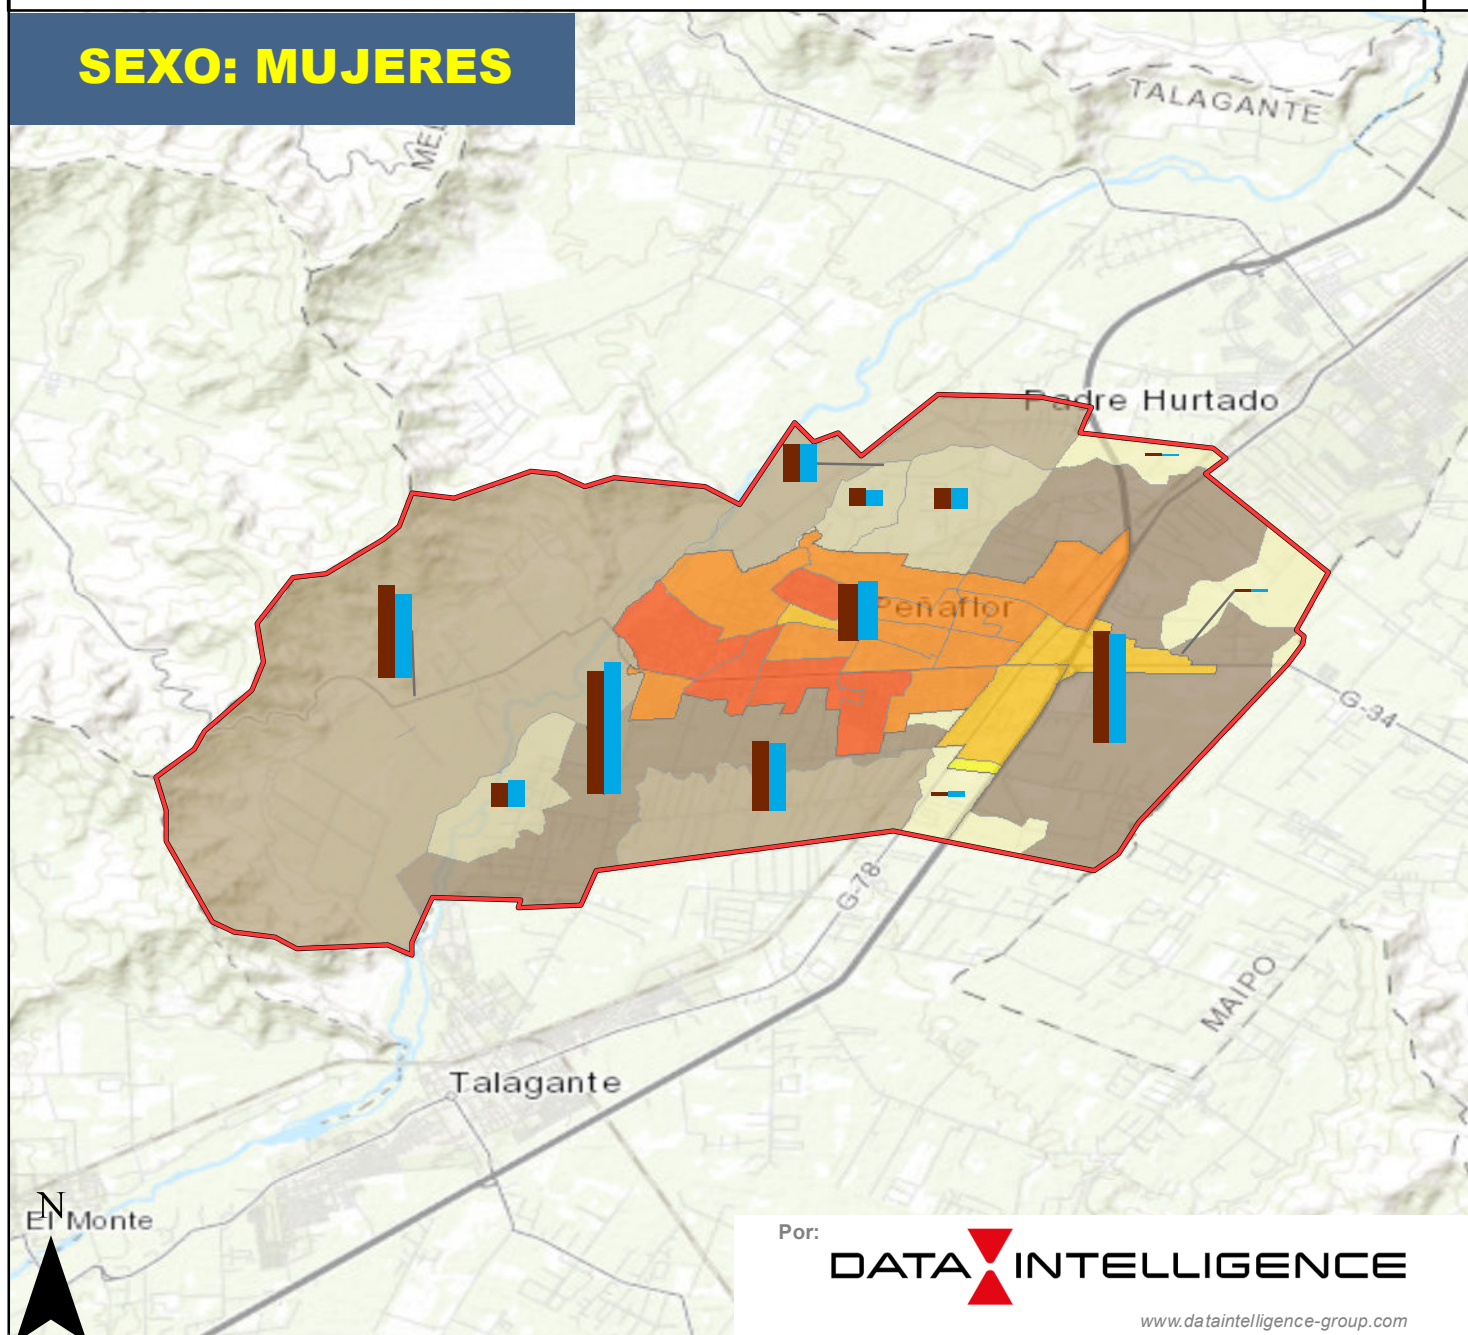 SEXO: MUJERES
TALAGANTE
Padre Hurtado
Peñaflor
G-34
G-78
MAIPO
Talagante
N
El Monte
Por:
DATA INTELLIGENCE
www.dataintelligence-group.com